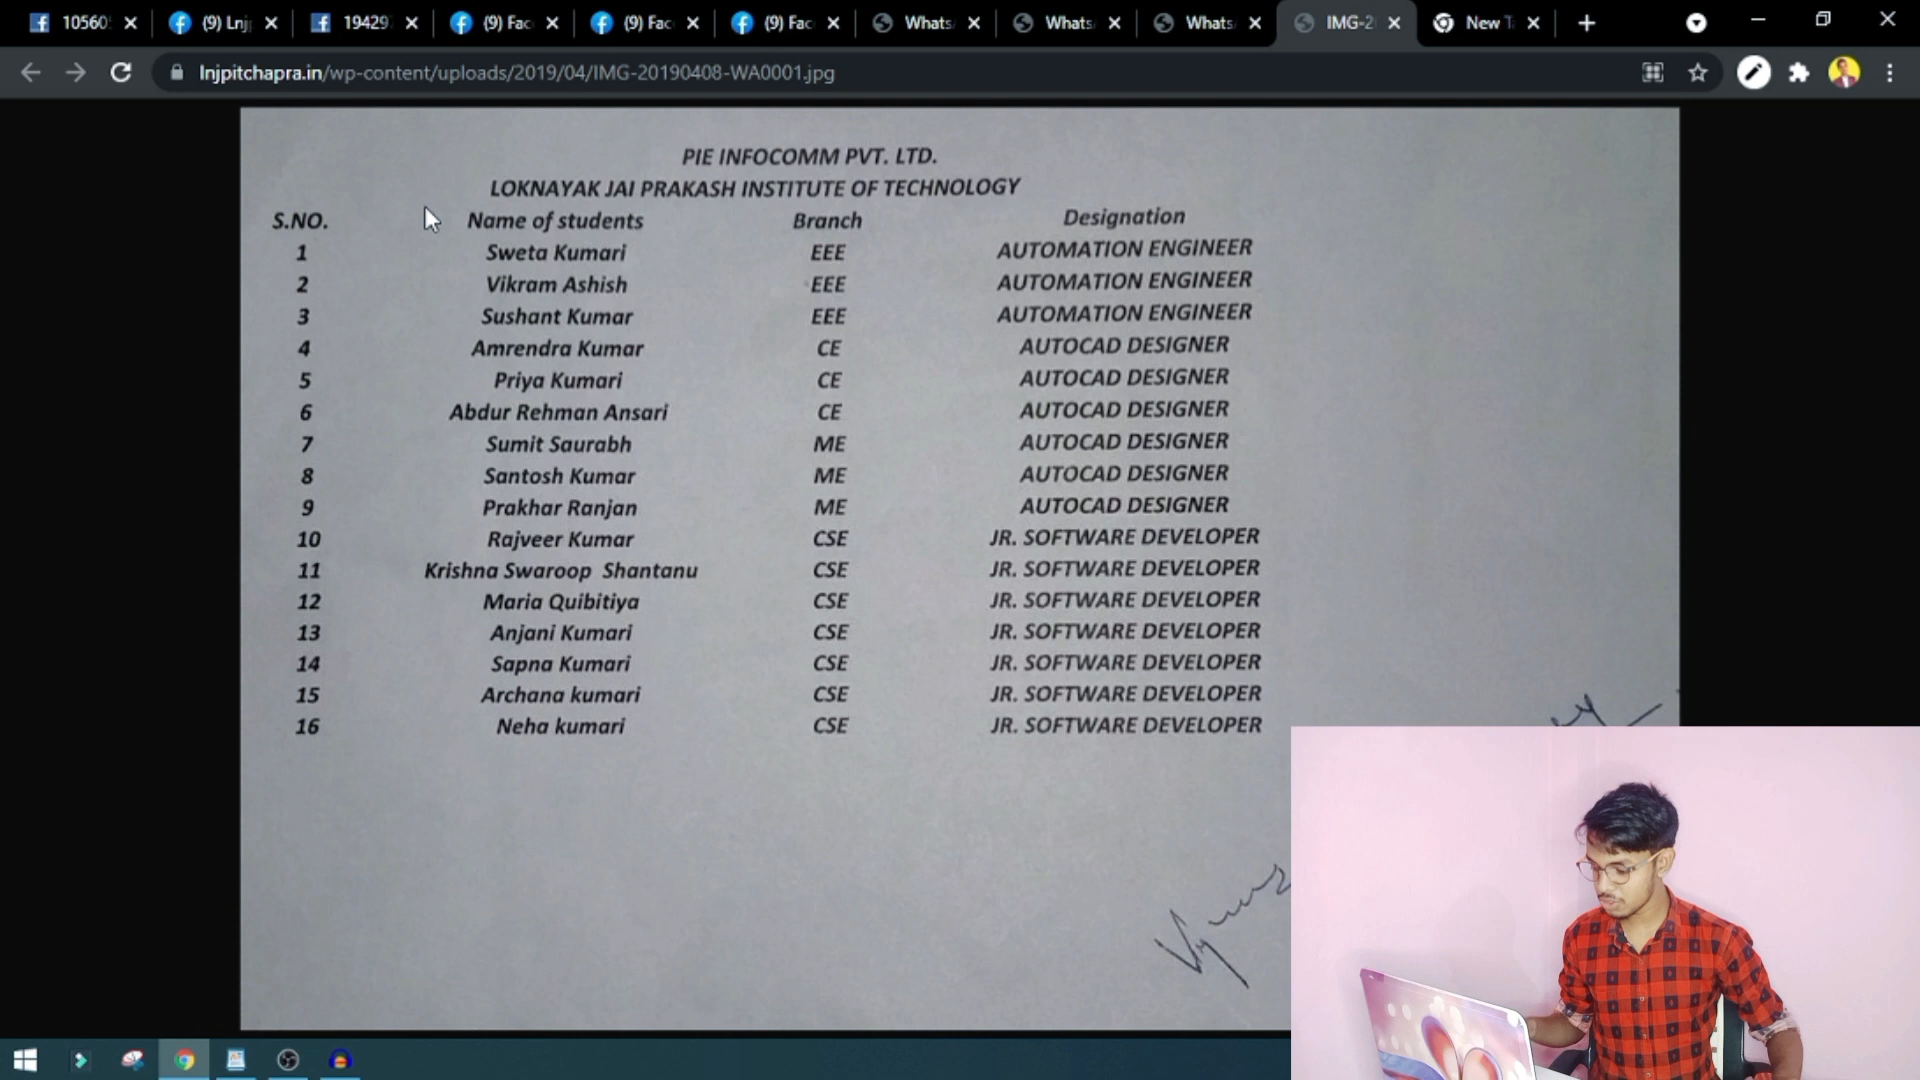 10560
(9) Lnj
19429
(9) Fac
(9) Fac
(9) Fac
Whats
Whats
Whats
IMG-2
New T
lnjpitchapra.in/wp-content/uploads/2019/04/IMG-20190408-WA0001.jpg
PIE INFOCOMM PVT. LTD.
LOKNAYAK JAI PRAKASH INSTITUTE OF TECHNOLOGY
S.NO. Name of students Branch Designation
1 Sweta Kumari EEE AUTOMATION ENGINEER
2 Vikram Ashish EEE AUTOMATION ENGINEER
3 Sushant Kumar EEE AUTOMATION ENGINEER
4 Amrendra Kumar CE AUTOCAD DESIGNER
5 Priya Kumari CE AUTOCAD DESIGNER
6 Abdur Rehman Ansari CE AUTOCAD DESIGNER
7 Sumit Saurabh ME AUTOCAD DESIGNER
8 Santosh Kumar ME AUTOCAD DESIGNER
9 Prakhar Ranjan ME AUTOCAD DESIGNER
10 Rajveer Kumar CSE JR. SOFTWARE DEVELOPER
11 Krishna Swaroop Shantanu CSE JR. SOFTWARE DEVELOPER
12 Maria Quibitiya CSE JR. SOFTWARE DEVELOPER
13 Anjani Kumari CSE JR. SOFTWARE DEVELOPER
14 Sapna Kumari CSE JR. SOFTWARE DEVELOPER
15 Archana kumari CSE JR. SOFTWARE DEVELOPER
16 Neha kumari CSE JR. SOFTWARE DEVELOPER